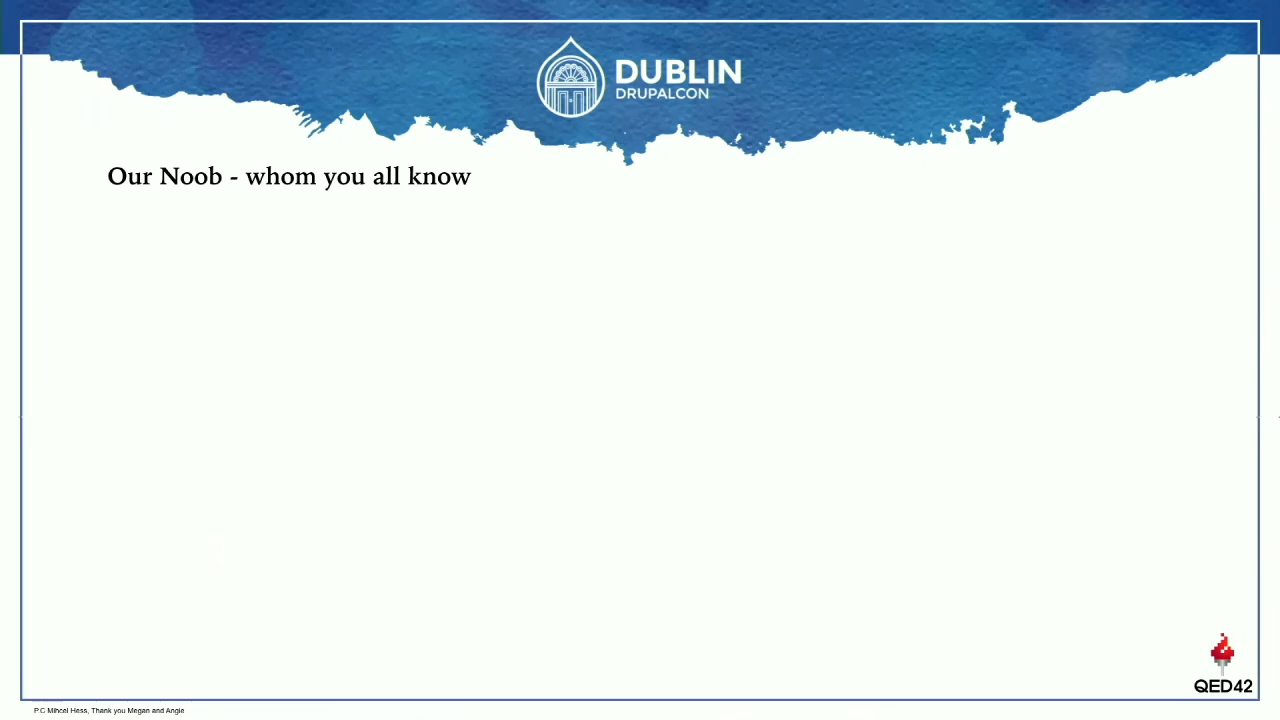 DUBLIN
DRUPALCON
Our Noob - whom you all know
QED42
P.C Mihcel Hess, Thank you Megan and Angie